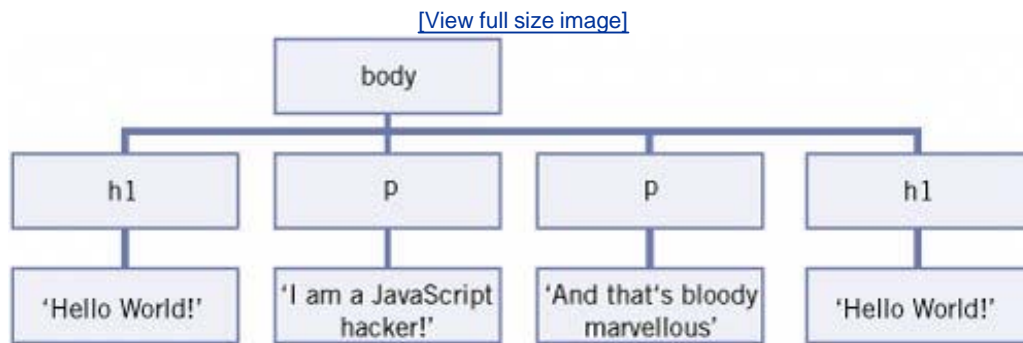 [View full size image]
body
h1
p
p
h1
‘Hello World!’
‘I am a JavaScript
hacker!’
‘And that's bloody
marvellous’
‘Hello World!’